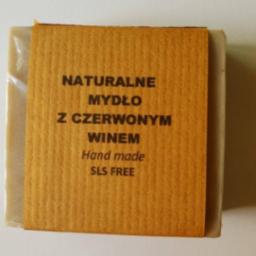 NATURALNE
MYDŁO
Z CZERWONYM
WINEM
Hand made
SLS FREE